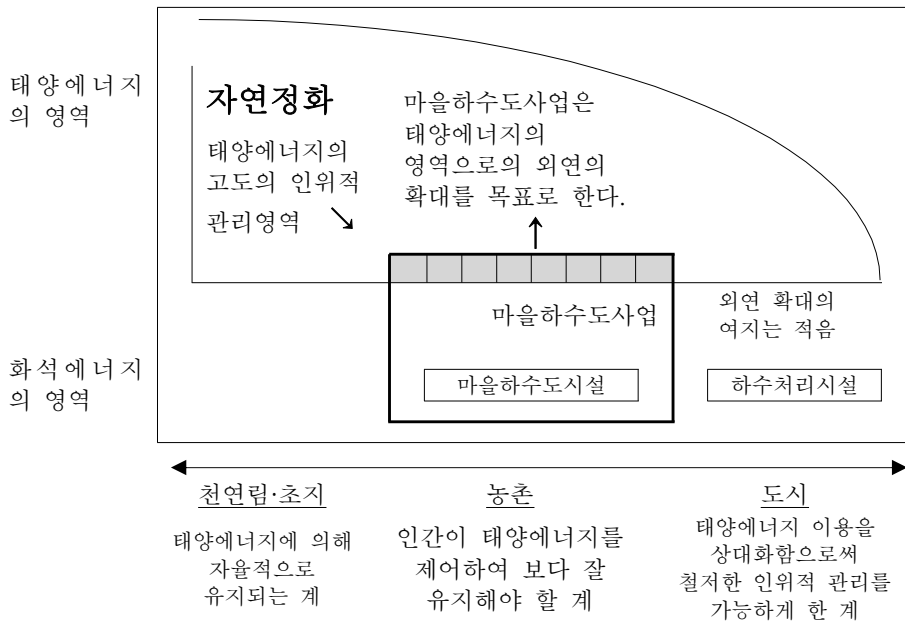 태양에너지
의 영역
자연정화
태양에너지의
고도의 인위적
관리영역
마을하수도사업은
태양에너지의
영역으로의 외연의
확대를 목표로 한다.
마을하수도사업
외연 확대의
여지는 적음
화석에너지
의 영역
마을하수도시설
하수처리시설
천연림·초지
태양에너지에 의해
자율적으로
유지되는 계
농촌
인간이 태양에너지를
제어하여 보다 잘
유지해야 할 계
도시
태양에너지 이용을
상대화함으로써
철저한 인위적 관리를
가능하게 한 계